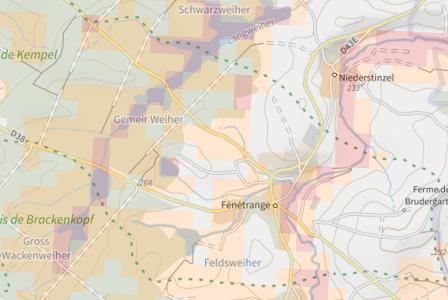 Schwarzweiher
Langweiher
de Kempel
D43E
Niederstinzel
233
Gemeir Weiher
D38
268
Ferme de
Brudergart
Fénétrange
is de Brackenkopf
Gross
Wackenweiher
Feldsweiher
292